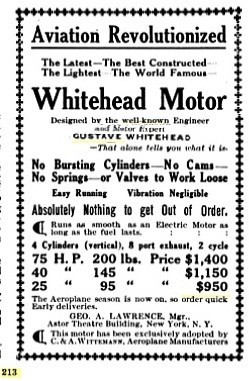 Aviation Revolutionized
The Latest—The Best Constructed—
The Lightest—The World Famous—
Whitehead Motor
Designed by the well-known Engineer
and Motor Expert
GUSTAVE WHITEHEAD
—That alone tells you what it is.
No Bursting Cylinders—No Cams—
No Springs—or Valves to Work Loose
Easy Running Vibration Negligible
Absolutely Nothing to get Out of Order.
¶ Runs as smooth as an Electric Motor as
long as the fuel lasts.
4 Cylinders (vertical), 8 port exhaust, 2 cycle
75 H. P. 200 lbs. Price $1,400
40 " 145 " " $1,150
25 " 95 " " $950
The Aeroplane season is now on, so order quick
Early deliveries.
GEO. A. LAWRENCE, Mgr.,
Astor Theatre Building, New York, N. Y.
¶ This motor has been exclusively adopted by
C. & A. WITTEMANN, Aeroplane Manufacturers
213